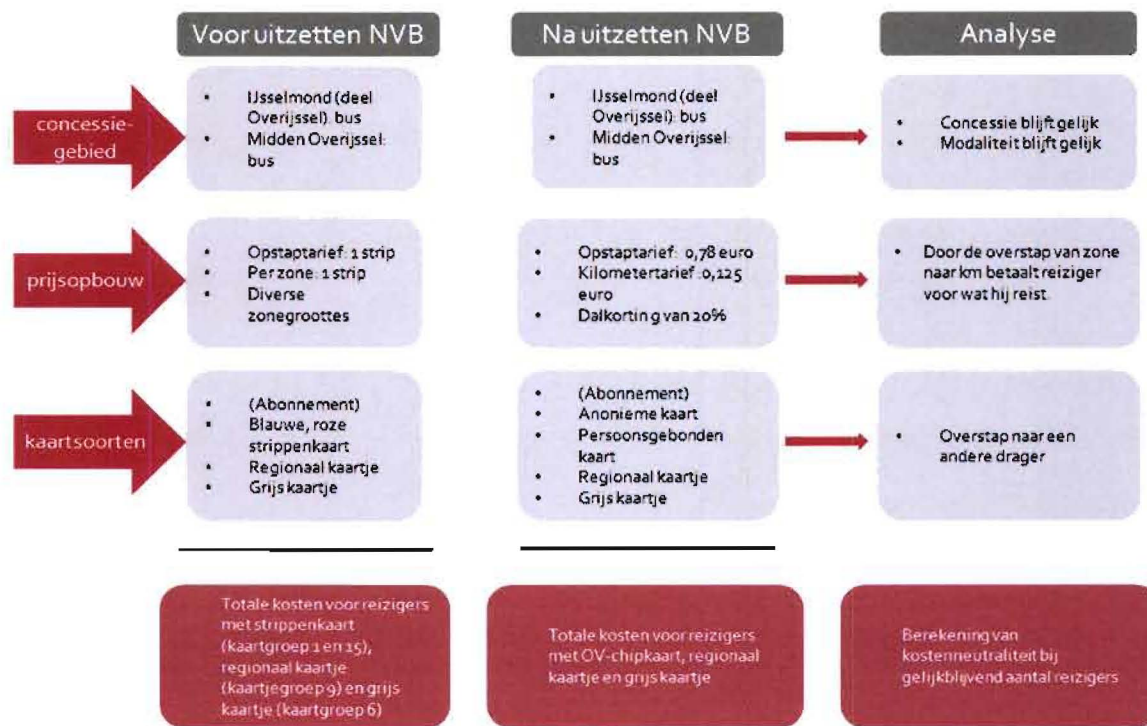 Voor uitzetten NVB
Na uitzetten NVB
Analyse
concessie-
gebied
• IJsselmond (deel
Overijssel): bus
• Midden Overijssel:
bus
• IJsselmond (deel
Overijssel): bus
• Midden Overijssel:
bus
• Concessie blijft gelijk
• Modaliteit blijft gelijk
prijsopbouw
• Opstaptarief: 1 strip
• Per zone: 1 strip
• Diverse
zonegroottes
• Opstaptarief: 0,78 euro
• Kilometertarief: 0,125
euro
• Dalkorting van 20%
• Door de overstap van zone
naar km betaalt reiziger
voor wat hij reist.
kaartsoorten
• (Abonnement)
• Blauwe, roze
strippenkaart
• Regionaal kaartje
• Grijs kaartje
• (Abonnement)
• Anonieme kaart
• Persoonsgebonden
kaart
• Regionaal kaartje
• Grijs kaartje
• Overstap naar een
andere drager
Totale kosten voor reizigers
met strippenkaart
(kaartgroep 1 en 15),
regionaal kaartje
(kaartjegroep 9) en grijs
kaartje (kaartgroep 6)
Totale kosten voor reizigers
met OV-chipkaart, regionaal
kaartje en grijs kaartje
Berekening van
kostenneutraliteit bij
gelijkblijvend aantal reizigers